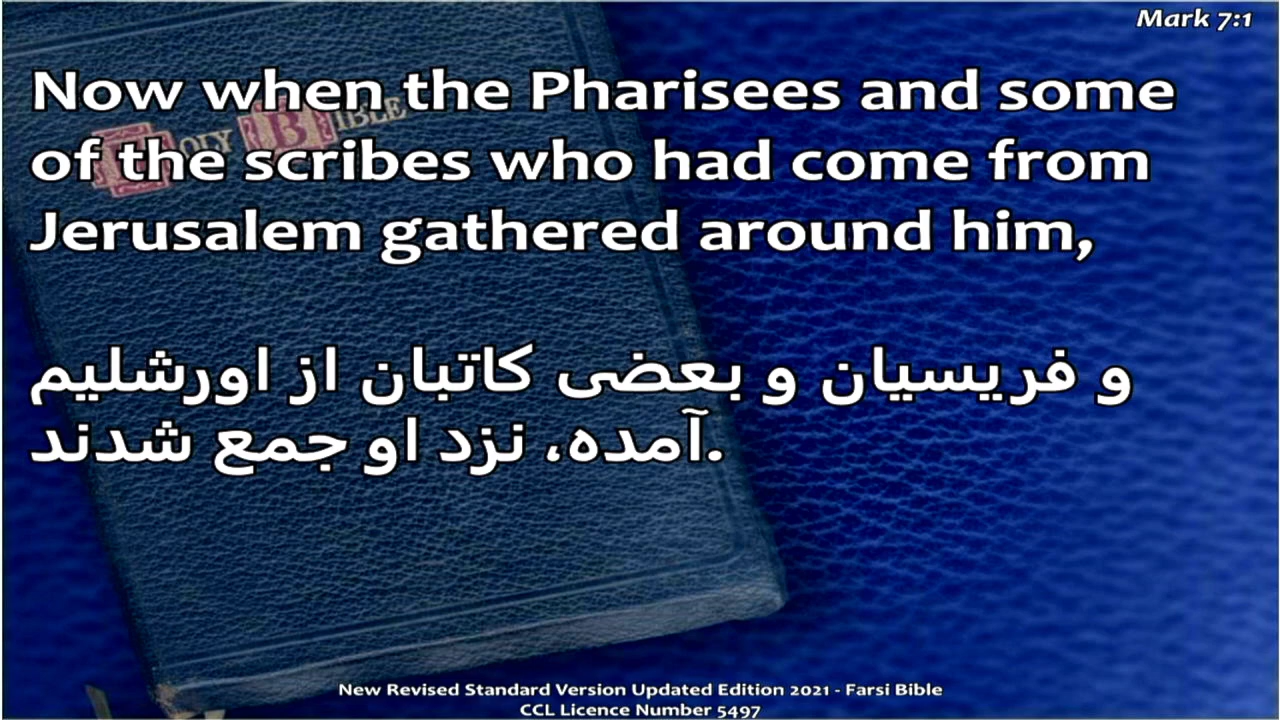 Mark 7:1
Now when the Pharisees and some
of the scribes who had come from
Jerusalem gathered around him,
HOLY BIBLE
و فریسیان و بعضی کاتبان از اورشلیم
آمده، نزد او جمع شدند.
New Revised Standard Version Updated Edition 2021 - Farsi Bible
CCL Licence Number 5497